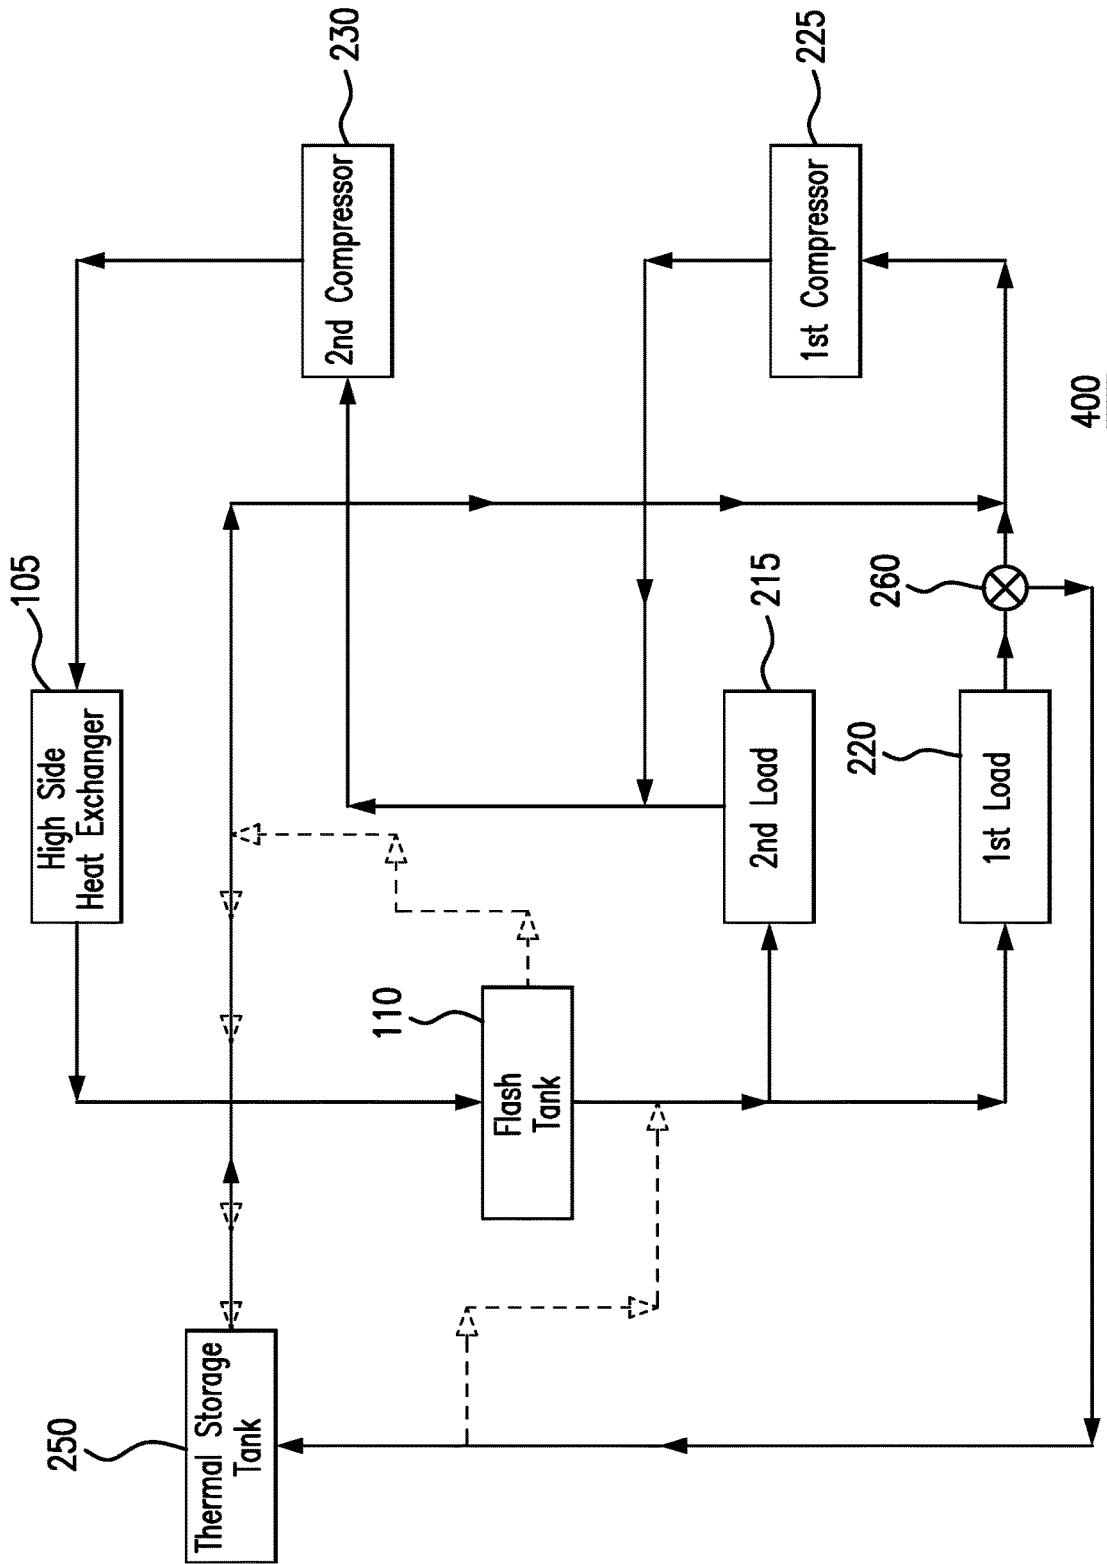 105
High Side
Heat Exchanger
250
Thermal Storage
Tank
230
2nd Compressor
110
Flash
Tank
215
2nd Load
225
1st Compressor
220
260
1st Load
400